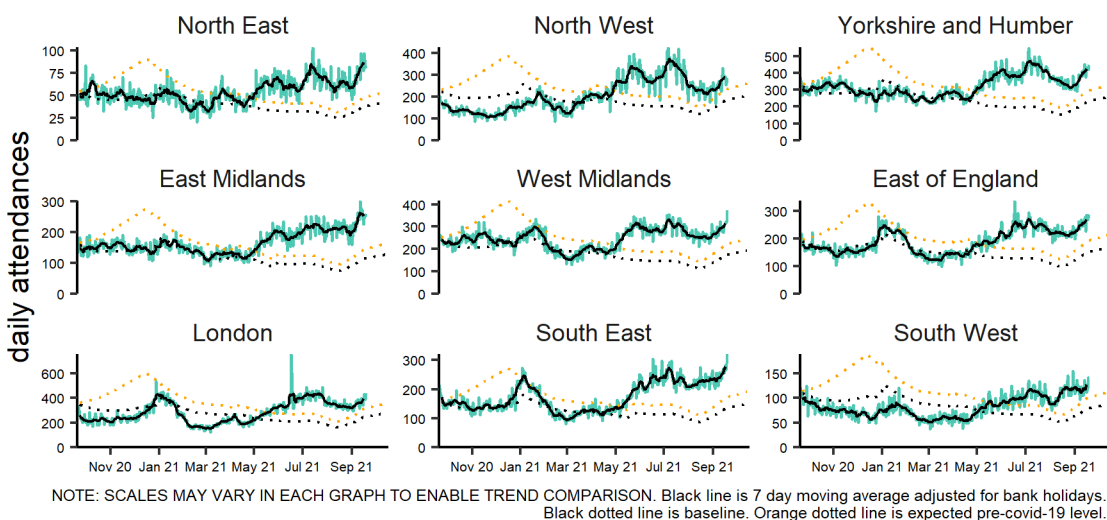 North East
North West
Yorkshire and Humber
100
75
50
25
0
400
300
200
100
0
500
400
300
200
100
0
East Midlands
West Midlands
East of England
300
200
100
0
400
300
200
100
0
300
200
100
0
daily attendances
London
South East
South West
600
400
200
0
300
200
100
0
150
100
50
0
Nov 20 Jan 21 Mar 21 May 21 Jul 21 Sep 21
Nov 20 Jan 21 Mar 21 May 21 Jul 21 Sep 21
Nov 20 Jan 21 Mar 21 May 21 Jul 21 Sep 21
NOTE: SCALES MAY VARY IN EACH GRAPH TO ENABLE TREND COMPARISON. Black line is 7 day moving average adjusted for bank holidays.
Black dotted line is baseline. Orange dotted line is expected pre-covid-19 level.